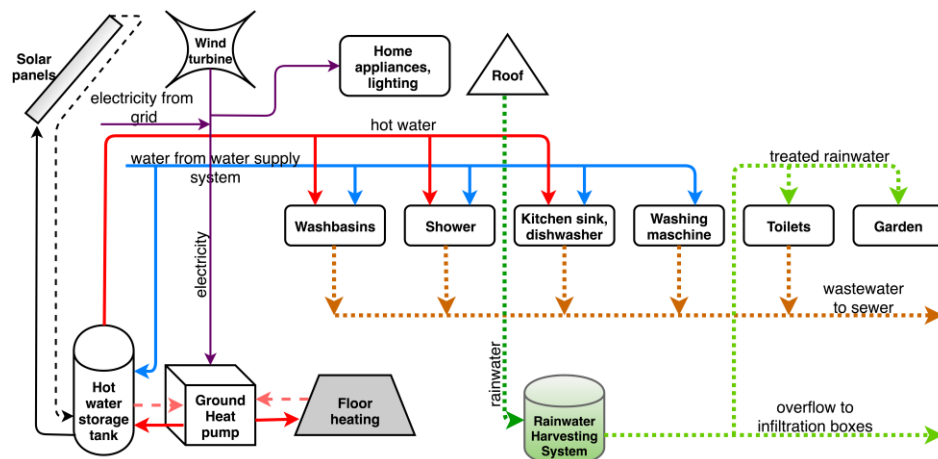 Solar
panels
Wind
turbine
Home
appliances,
lighting
Roof
electricity from
grid
hot water
water from water supply
system
treated rainwater
Washbasins
Shower
Kitchen sink,
dishwasher
Washing
maschine
Toilets
Garden
electricity
wastewater
to sewer
rainwater
Hot
water
storage
tank
Ground
Heat
pump
Floor
heating
Rainwater
Harvesting
System
overflow to
infiltration boxes